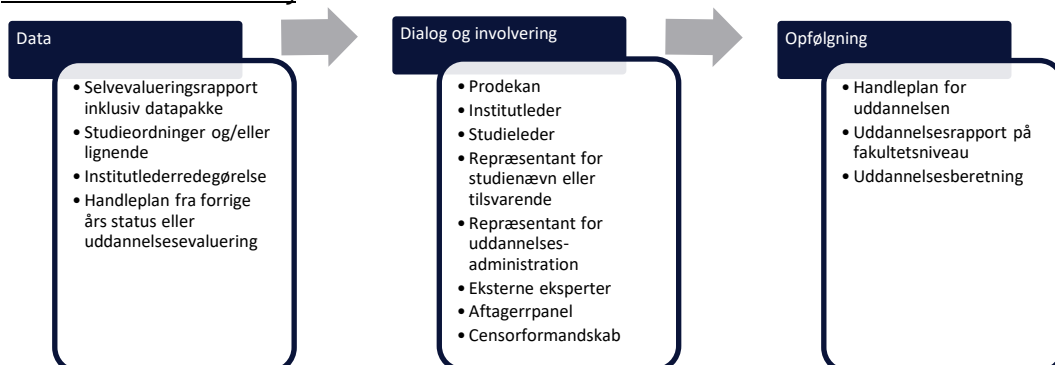 Data
• Selvevalueringsrapport
inklusiv datapakke
• Studieordninger og/eller
lignende
• Institutlederredegørelse
• Handleplan fra forrige
års status eller
uddannelsesevaluering
Dialog og involvering
• Prodekan
• Institutleder
• Studieleder
• Repræsentant for
studienævn eller
tilsvarende
• Repræsentant for
uddannelses-
administration
• Eksterne eksperter
• Aftagerpanel
• Censorformandskab
Opfølgning
• Handleplan for
uddannelsen
• Uddannelsesrapport på
fakultetsniveau
• Uddannelsesberetning